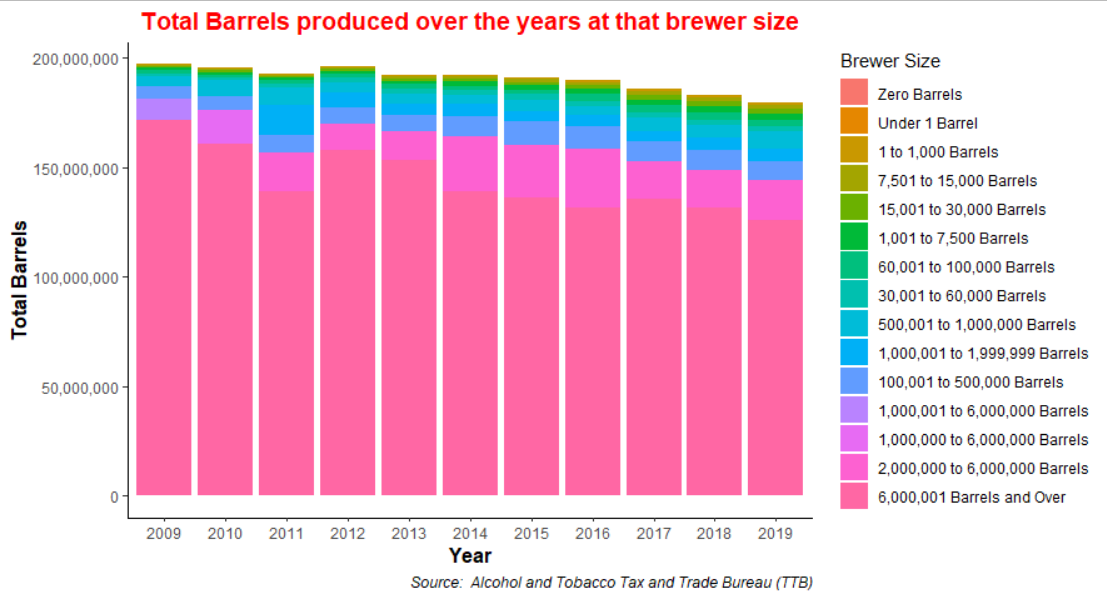 Total Barrels produced over the years at that brewer size
Total Barrels
200,000,000
150,000,000
100,000,000
50,000,000
0
2009 2010 2011 2012 2013 2014 2015 2016 2017 2018 2019
Year
Source: Alcohol and Tobacco Tax and Trade Bureau (TTB)
Brewer Size
Zero Barrels
Under 1 Barrel
1 to 1,000 Barrels
7,501 to 15,000 Barrels
15,001 to 30,000 Barrels
1,001 to 7,500 Barrels
60,001 to 100,000 Barrels
30,001 to 60,000 Barrels
500,001 to 1,000,000 Barrels
1,000,001 to 1,999,999 Barrels
100,001 to 500,000 Barrels
1,000,001 to 6,000,000 Barrels
1,000,000 to 6,000,000 Barrels
2,000,000 to 6,000,000 Barrels
6,000,001 Barrels and Over